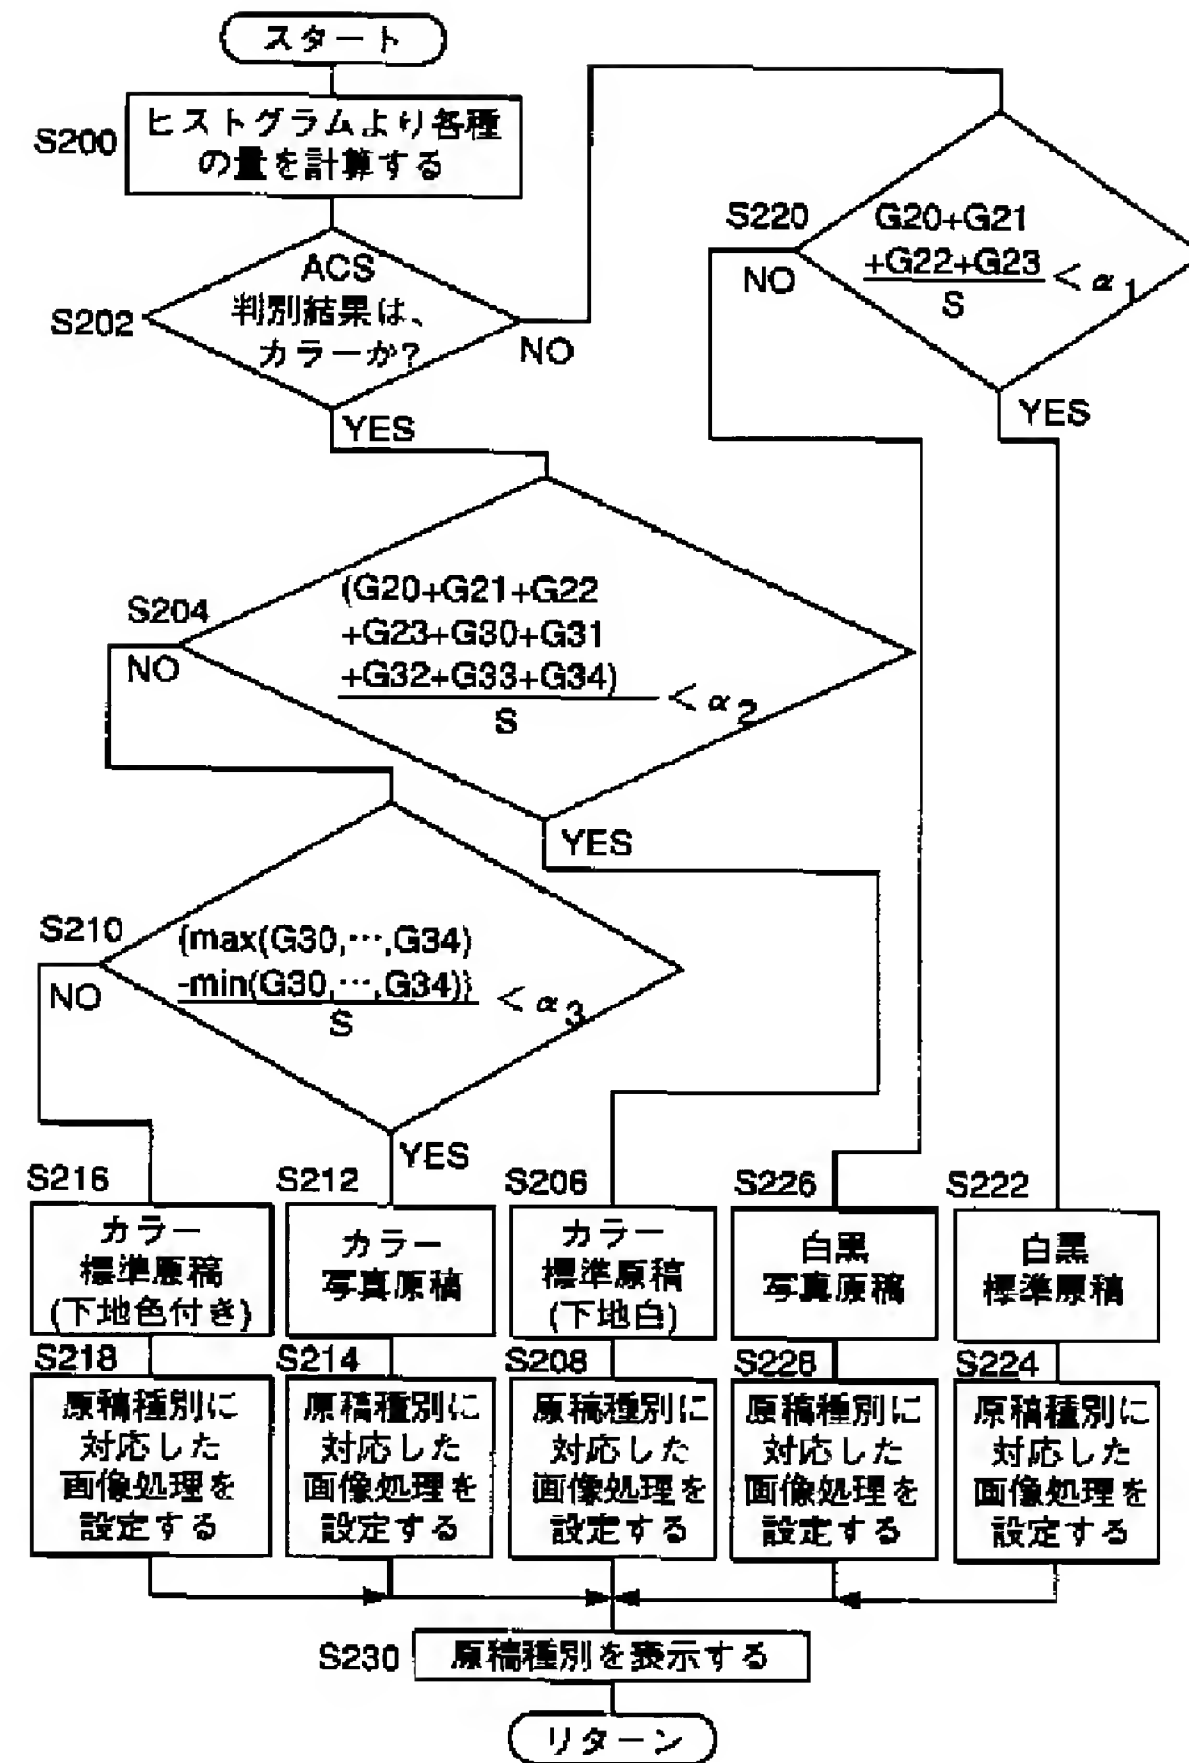 スタート
S200
ヒストグラムより各種
の量を計算する
S202
ACS
判別結果は、
カラーか?
NO
YES
S220
G20+G21
+G22+G23
S
< α1
NO
YES
S204
(G20+G21+G22
+G23+G30+G31
+G32+G33+G34)
S
< α2
NO
YES
S210
{max(G30,…,G34)
-min(G30,…,G34)}
S
< α3
NO
YES
S216
カラー
標準原稿
(下地色付き)
S212
カラー
写真原稿
S206
カラー
標準原稿
(下地白)
S226
白黒
写真原稿
S222
白黒
標準原稿
S218
原稿種別に
対応した
画像処理を
設定する
S214
原稿種別に
対応した
画像処理を
設定する
S208
原稿種別に
対応した
画像処理を
設定する
S228
原稿種別に
対応した
画像処理を
設定する
S224
原稿種別に
対応した
画像処理を
設定する
S230
原稿種別を表示する
リターン